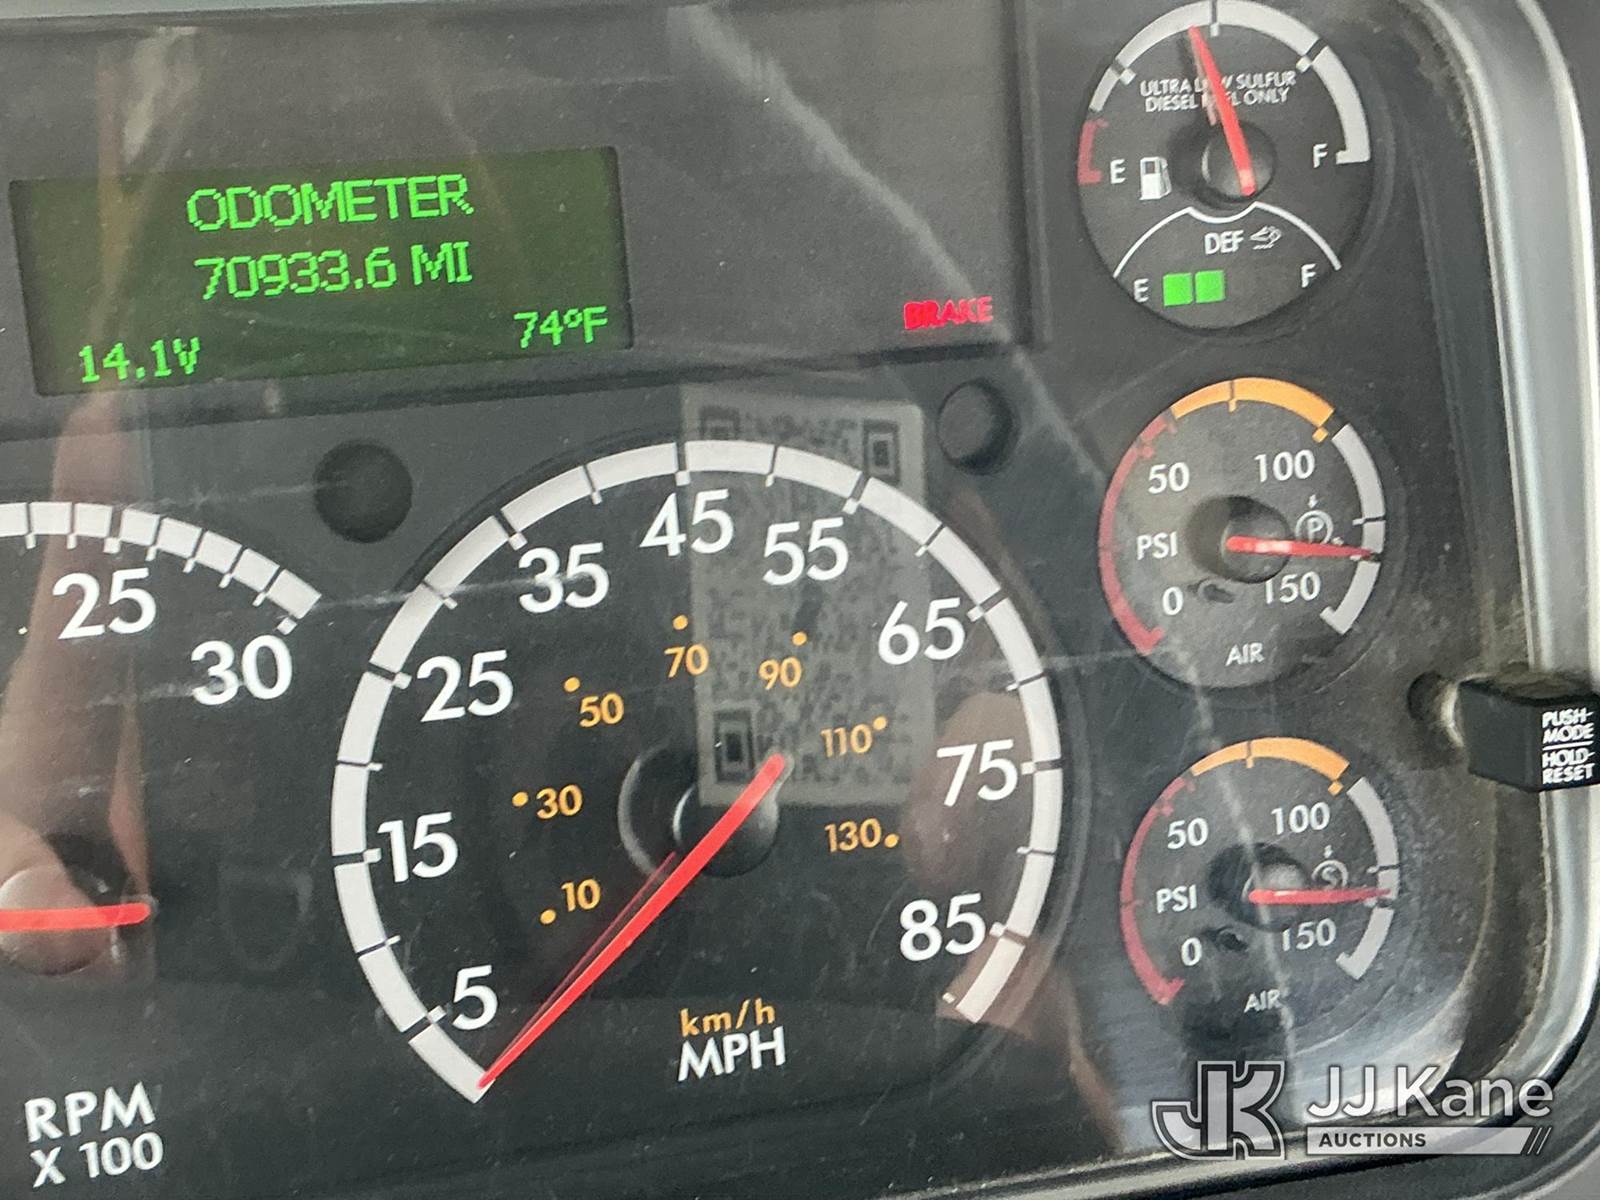 ODOMETER
70933.6 MI
14.1V
74°F
BRAKE
ULTRA LOW SULFUR
DIESEL FUEL ONLY
E
F
DEF
E
F
50
100
PSI
P
0
150
AIR
50
100
PSI
S
0
150
AIR
PUSH-
MODE
HOLD-
RESET
25
30
RPM
X 100
5
15
25
35
45
55
65
75
85
10
30
50
70
90
110
130
km/h
MPH
JK
JJ Kane
AUCTIONS